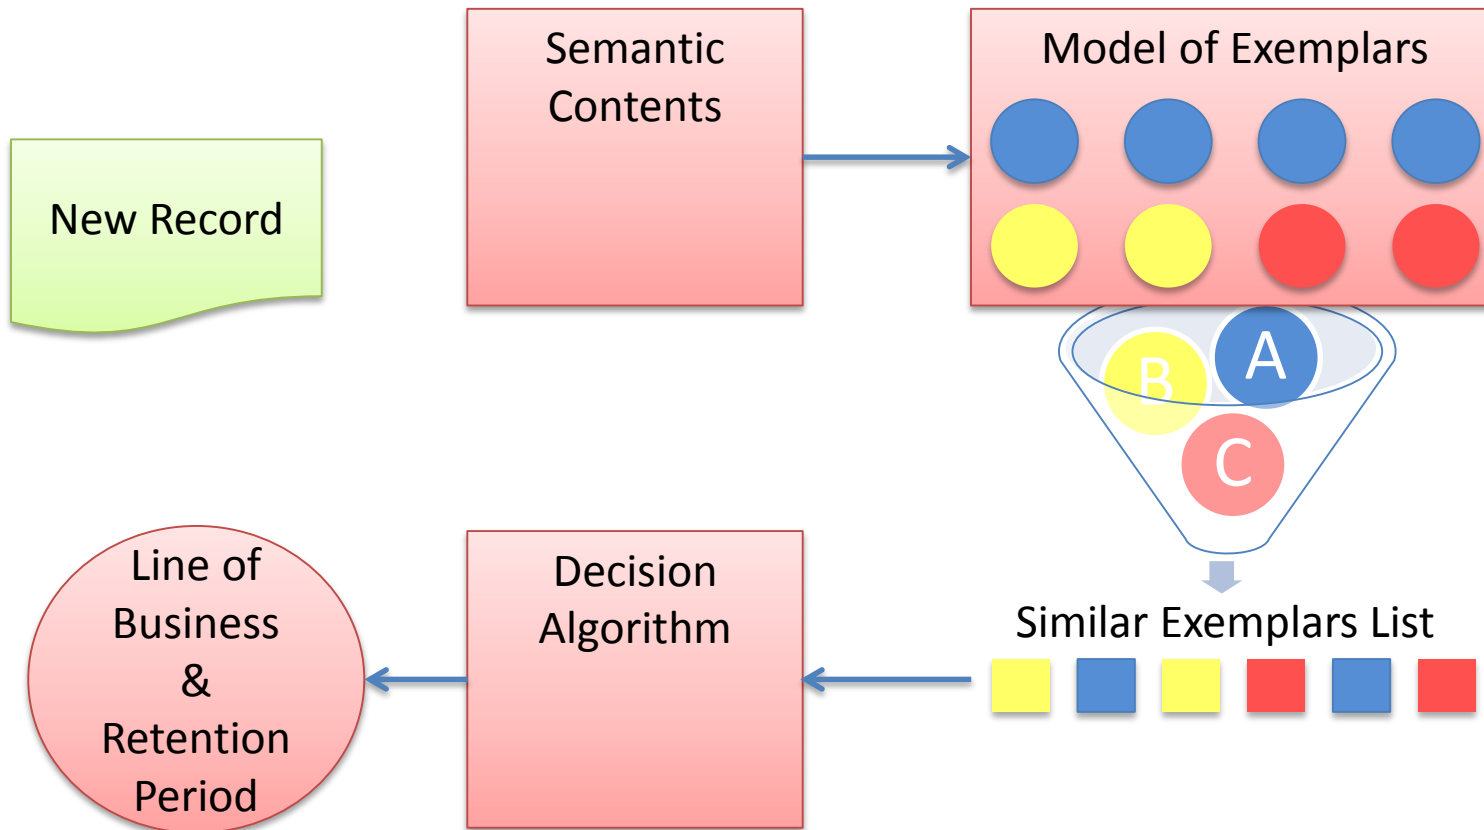 Semantic
Contents
Model of Exemplars
New Record
B
A
C
Line of
Business
&
Retention
Period
Decision
Algorithm
Similar Exemplars List